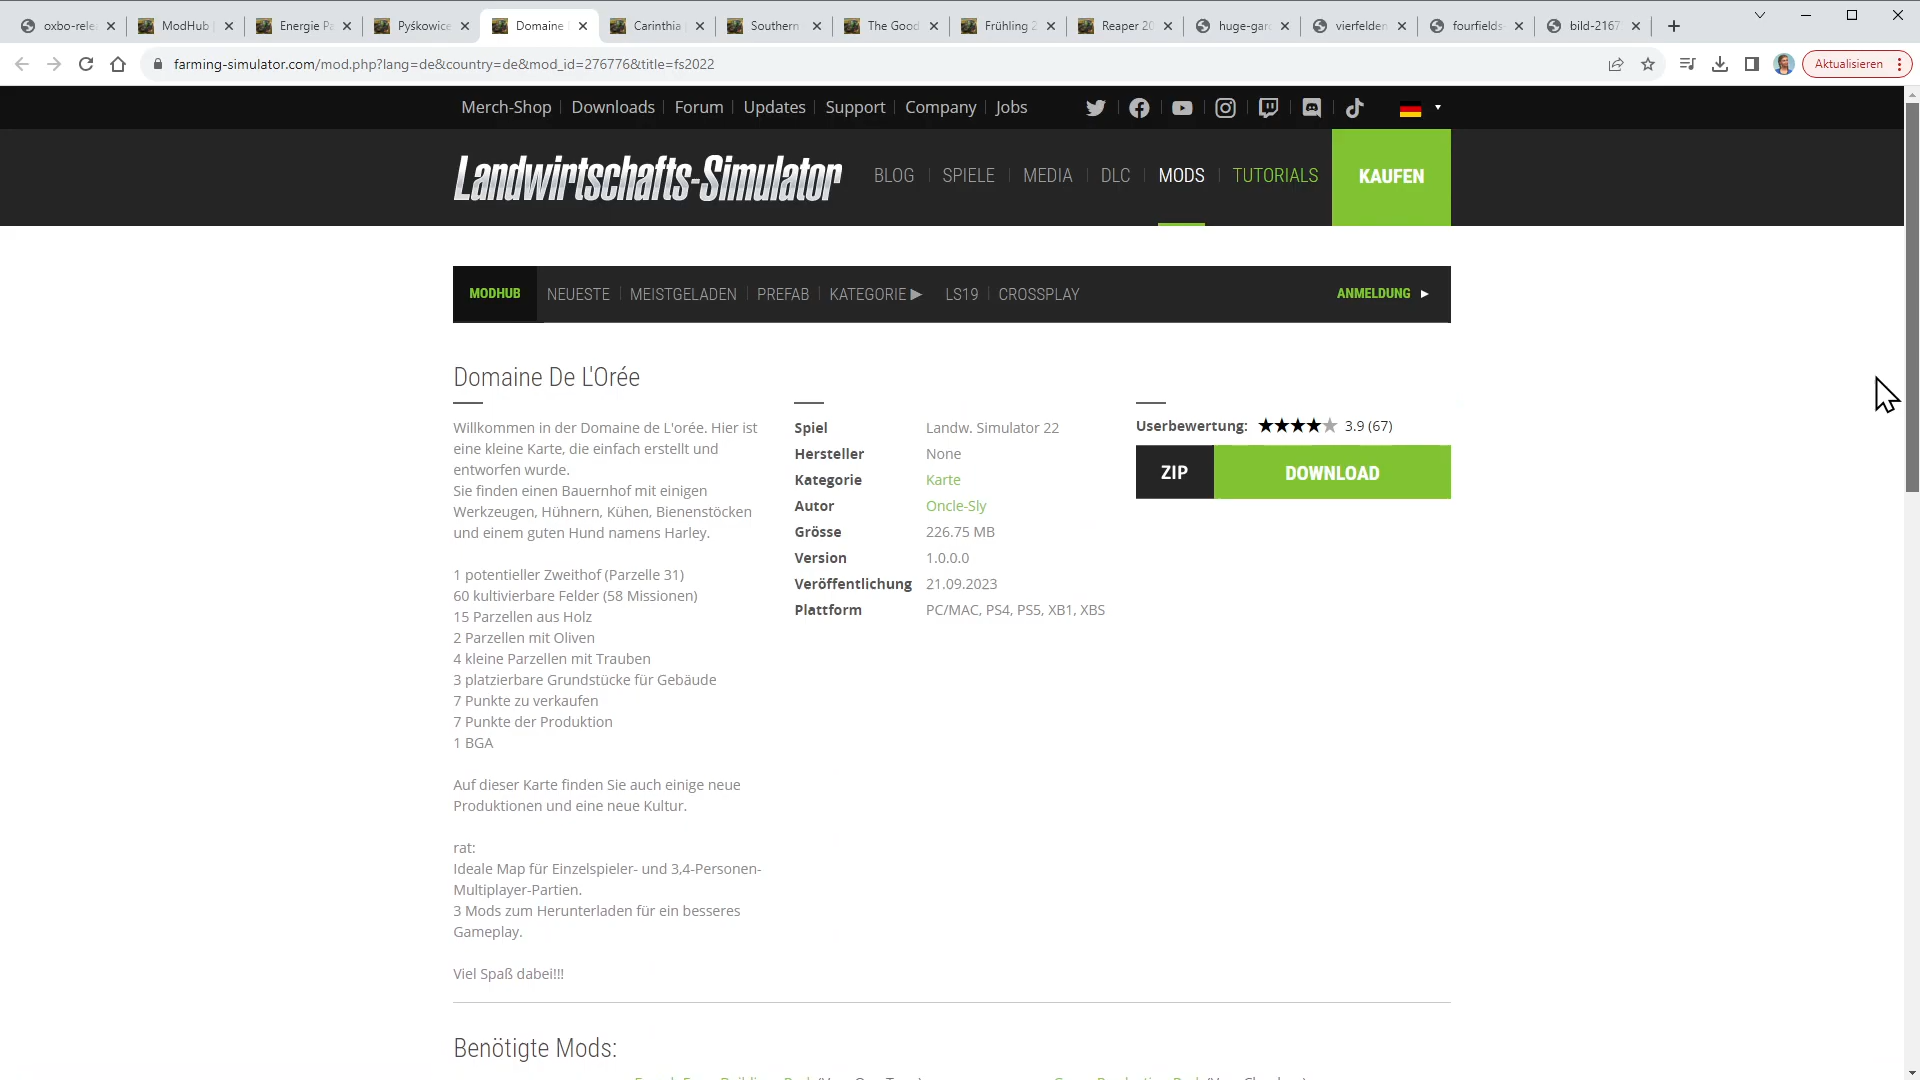 oxbo-rele
ModHub |
Energie Pa
Pyśkowice
Domaine
Carinthia
Southern
The Good
Frühling 2
Reaper 20
huge-gard
vierfelden
fourfields-
bild-2167
farming-simulator.com/mod.php?lang=de&country=de&mod_id=276776&title=fs2022
Aktualisieren
Merch-Shop Downloads Forum Updates Support Company Jobs
Landwirtschafts-Simulator
BLOG SPIELE MEDIA DLC MODS TUTORIALS KAUFEN
MODHUB NEUESTE MEISTGELADEN PREFAB KATEGORIE ▶ LS19 CROSSPLAY ANMELDUNG ▶
Domaine De L'Orée
Willkommen in der Domaine de L'orée. Hier ist
eine kleine Karte, die einfach erstellt und
entworfen wurde.
Sie finden einen Bauernhof mit einigen
Werkzeugen, Hühnern, Kühen, Bienenstöcken
und einem guten Hund namens Harley.
1 potentieller Zweithof (Parzelle 31)
60 kultivierbare Felder (58 Missionen)
15 Parzellen aus Holz
2 Parzellen mit Oliven
4 kleine Parzellen mit Trauben
3 platzierbare Grundstücke für Gebäude
7 Punkte zu verkaufen
7 Punkte der Produktion
1 BGA
Auf dieser Karte finden Sie auch einige neue
Produktionen und eine neue Kultur.
rat:
Ideale Map für Einzelspieler- und 3,4-Personen-
Multiplayer-Partien.
3 Mods zum Herunterladen für ein besseres
Gameplay.
Viel Spaß dabei!!!
Spiel Landw. Simulator 22
Hersteller None
Kategorie Karte
Autor Oncle-Sly
Grösse 226.75 MB
Version 1.0.0.0
Veröffentlichung 21.09.2023
Plattform PC/MAC, PS4, PS5, XB1, XBS
Userbewertung: 3.9 (67)
ZIP DOWNLOAD
Benötigte Mods: